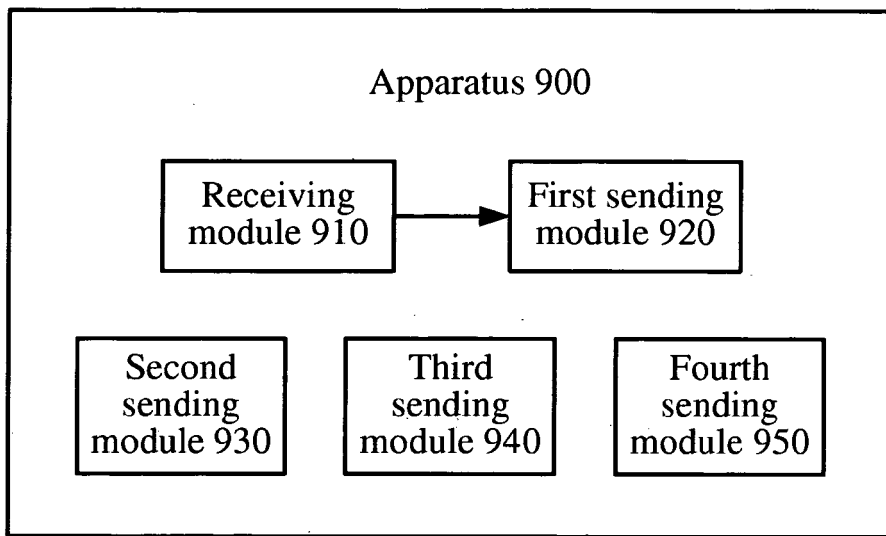 Apparatus 900
Receiving
module 910
First sending
module 920
Second
sending
module 930
Third
sending
module 940
Fourth
sending
module 950